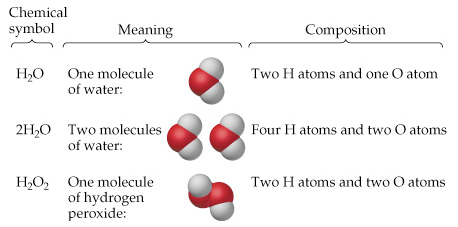 Chemical
symbol Meaning Composition
H₂O One molecule Two H atoms and one O atom
of water:
2H₂O Two molecules Four H atoms and two O atoms
of water:
H₂O₂ One molecule Two H atoms and two O atoms
of hydrogen
peroxide: